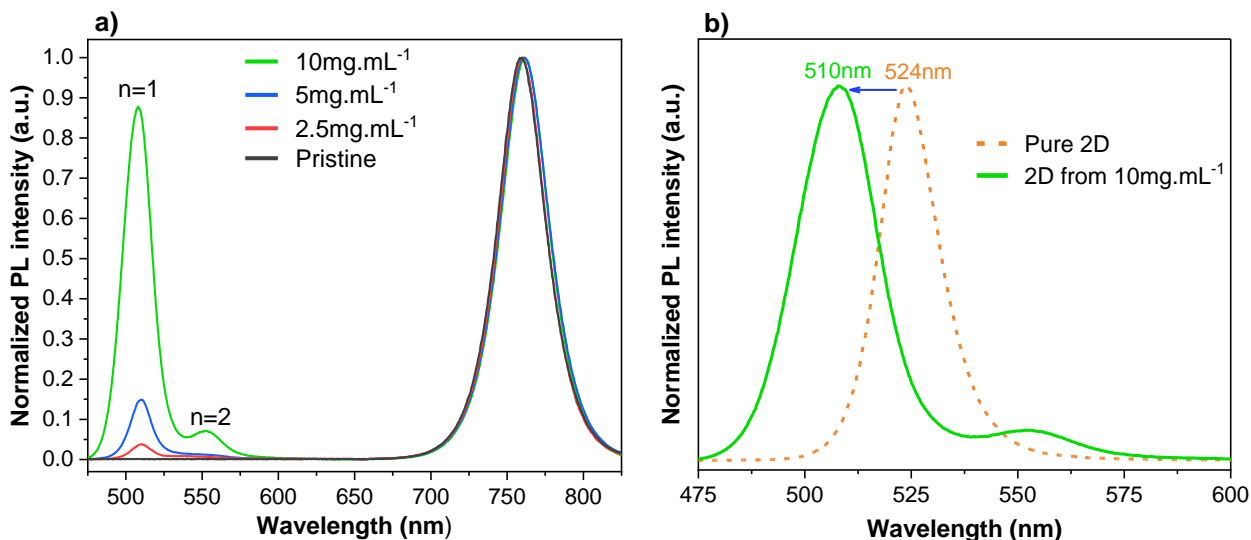 a)
10mg.mL⁻¹
5mg.mL⁻¹
2.5mg.mL⁻¹
Pristine
n=1
n=2
1.0
0.9
0.8
0.7
0.6
0.5
0.4
0.3
0.2
0.1
0.0
Normalized PL intensity (a.u.)
500 550 600 650 700 750 800
Wavelength (nm)
b)
510nm 524nm
Pure 2D
2D from 10mg.mL⁻¹
Normalized PL intensity (a.u.)
475 500 525 550 575 600
Wavelength (nm)